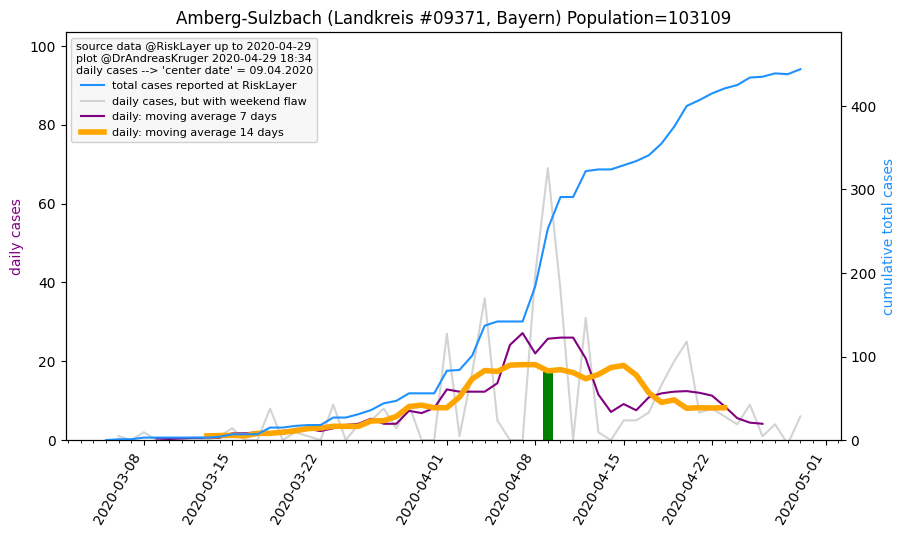 Amberg-Sulzbach (Landkreis #09371, Bayern) Population=103109
source data @RiskLayer up to 2020-04-29
plot @DrAndreasKruger 2020-04-29 18:34
daily cases --> 'center date' = 09.04.2020
total cases reported at RiskLayer
daily cases, but with weekend flaw
daily: moving average 7 days
daily: moving average 14 days
daily cases
100
80
60
40
20
0
cumulative total cases
400
300
200
100
0
2020-03-08
2020-03-15
2020-03-22
2020-04-01
2020-04-08
2020-04-15
2020-04-22
2020-05-01